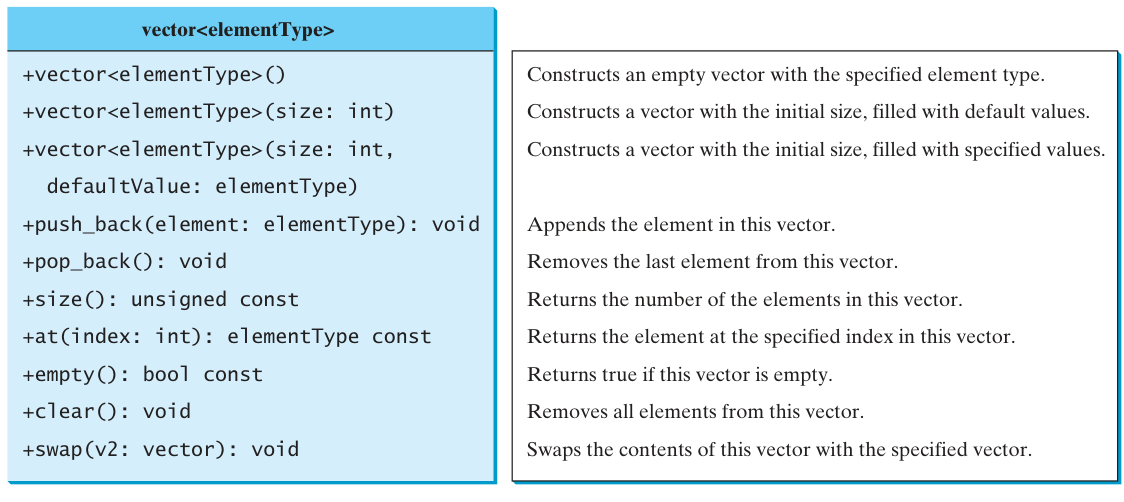 vector<elementType>
+vector<elementType>()
Constructs an empty vector with the specified element type.
+vector<elementType>(size: int)
Constructs a vector with the initial size, filled with default values.
+vector<elementType>(size: int,
Constructs a vector with the initial size, filled with specified values.
defaultValue: elementType)
+push_back(element: elementType): void
Appends the element in this vector.
+pop_back(): void
Removes the last element from this vector.
+size(): unsigned const
Returns the number of the elements in this vector.
+at(index: int): elementType const
Returns the element at the specified index in this vector.
+empty(): bool const
Returns true if this vector is empty.
+clear(): void
Removes all elements from this vector.
+swap(v2: vector): void
Swaps the contents of this vector with the specified vector.